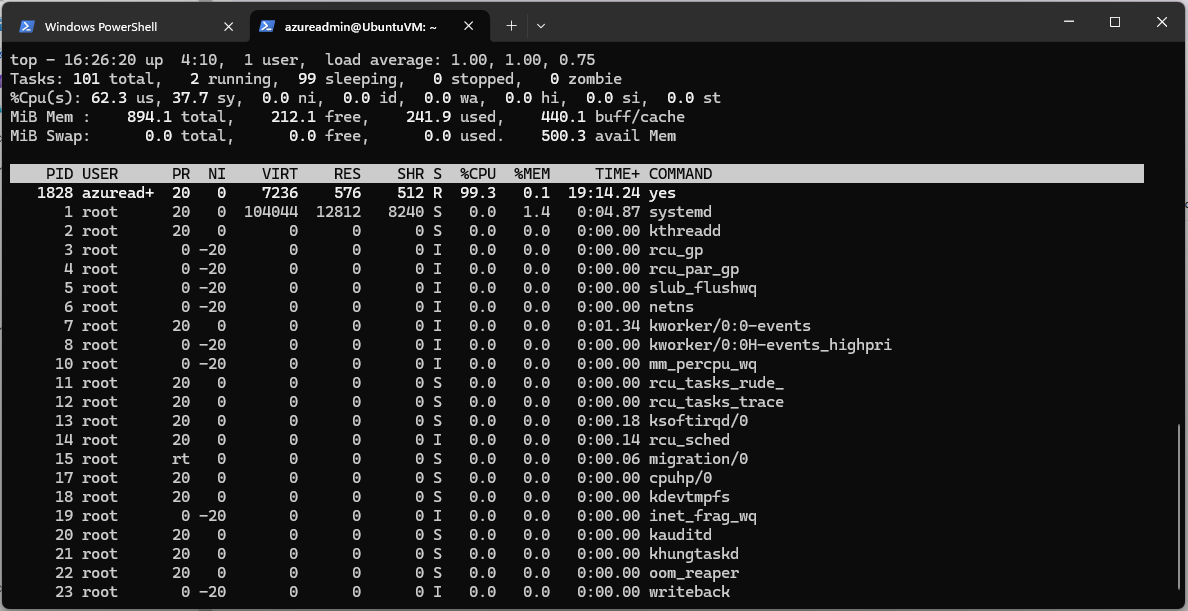 Windows PowerShell
azureadmin@UbuntuVM: ~
top - 16:26:20 up  4:10,  1 user,  load average: 1.00, 1.00, 0.75
Tasks: 101 total,   2 running,  99 sleeping,   0 stopped,   0 zombie
%Cpu(s): 62.3 us, 37.7 sy,  0.0 ni,  0.0 id,  0.0 wa,  0.0 hi,  0.0 si,  0.0 st
MiB Mem :    894.1 total,    212.1 free,    241.9 used,    440.1 buff/cache
MiB Swap:      0.0 total,      0.0 free,      0.0 used.    500.3 avail Mem
PID USER      PR  NI    VIRT    RES    SHR S  %CPU  %MEM     TIME+ COMMAND
1828 azuread+  20   0    7236    576    512 R  99.3   0.1  19:14.24 yes
1 root      20   0  104044  12812   8240 S   0.0   1.4   0:04.87 systemd
2 root      20   0       0      0      0 S   0.0   0.0   0:00.00 kthreadd
3 root       0 -20       0      0      0 I   0.0   0.0   0:00.00 rcu_gp
4 root       0 -20       0      0      0 I   0.0   0.0   0:00.00 rcu_par_gp
5 root       0 -20       0      0      0 I   0.0   0.0   0:00.00 slub_flushwq
6 root       0 -20       0      0      0 I   0.0   0.0   0:00.00 netns
7 root      20   0       0      0      0 I   0.0   0.0   0:01.34 kworker/0:0-events
8 root       0 -20       0      0      0 I   0.0   0.0   0:00.00 kworker/0:0H-events_highpri
10 root       0 -20       0      0      0 I   0.0   0.0   0:00.00 mm_percpu_wq
11 root      20   0       0      0      0 S   0.0   0.0   0:00.00 rcu_tasks_rude_
12 root      20   0       0      0      0 S   0.0   0.0   0:00.00 rcu_tasks_trace
13 root      20   0       0      0      0 S   0.0   0.0   0:00.18 ksoftirqd/0
14 root      20   0       0      0      0 I   0.0   0.0   0:00.14 rcu_sched
15 root      rt   0       0      0      0 S   0.0   0.0   0:00.06 migration/0
17 root      20   0       0      0      0 S   0.0   0.0   0:00.00 cpuhp/0
18 root      20   0       0      0      0 S   0.0   0.0   0:00.00 kdevtmpfs
19 root       0 -20       0      0      0 I   0.0   0.0   0:00.00 inet_frag_wq
20 root      20   0       0      0      0 S   0.0   0.0   0:00.00 kauditd
21 root      20   0       0      0      0 S   0.0   0.0   0:00.00 khungtaskd
22 root      20   0       0      0      0 S   0.0   0.0   0:00.00 oom_reaper
23 root       0 -20       0      0      0 I   0.0   0.0   0:00.00 writeback